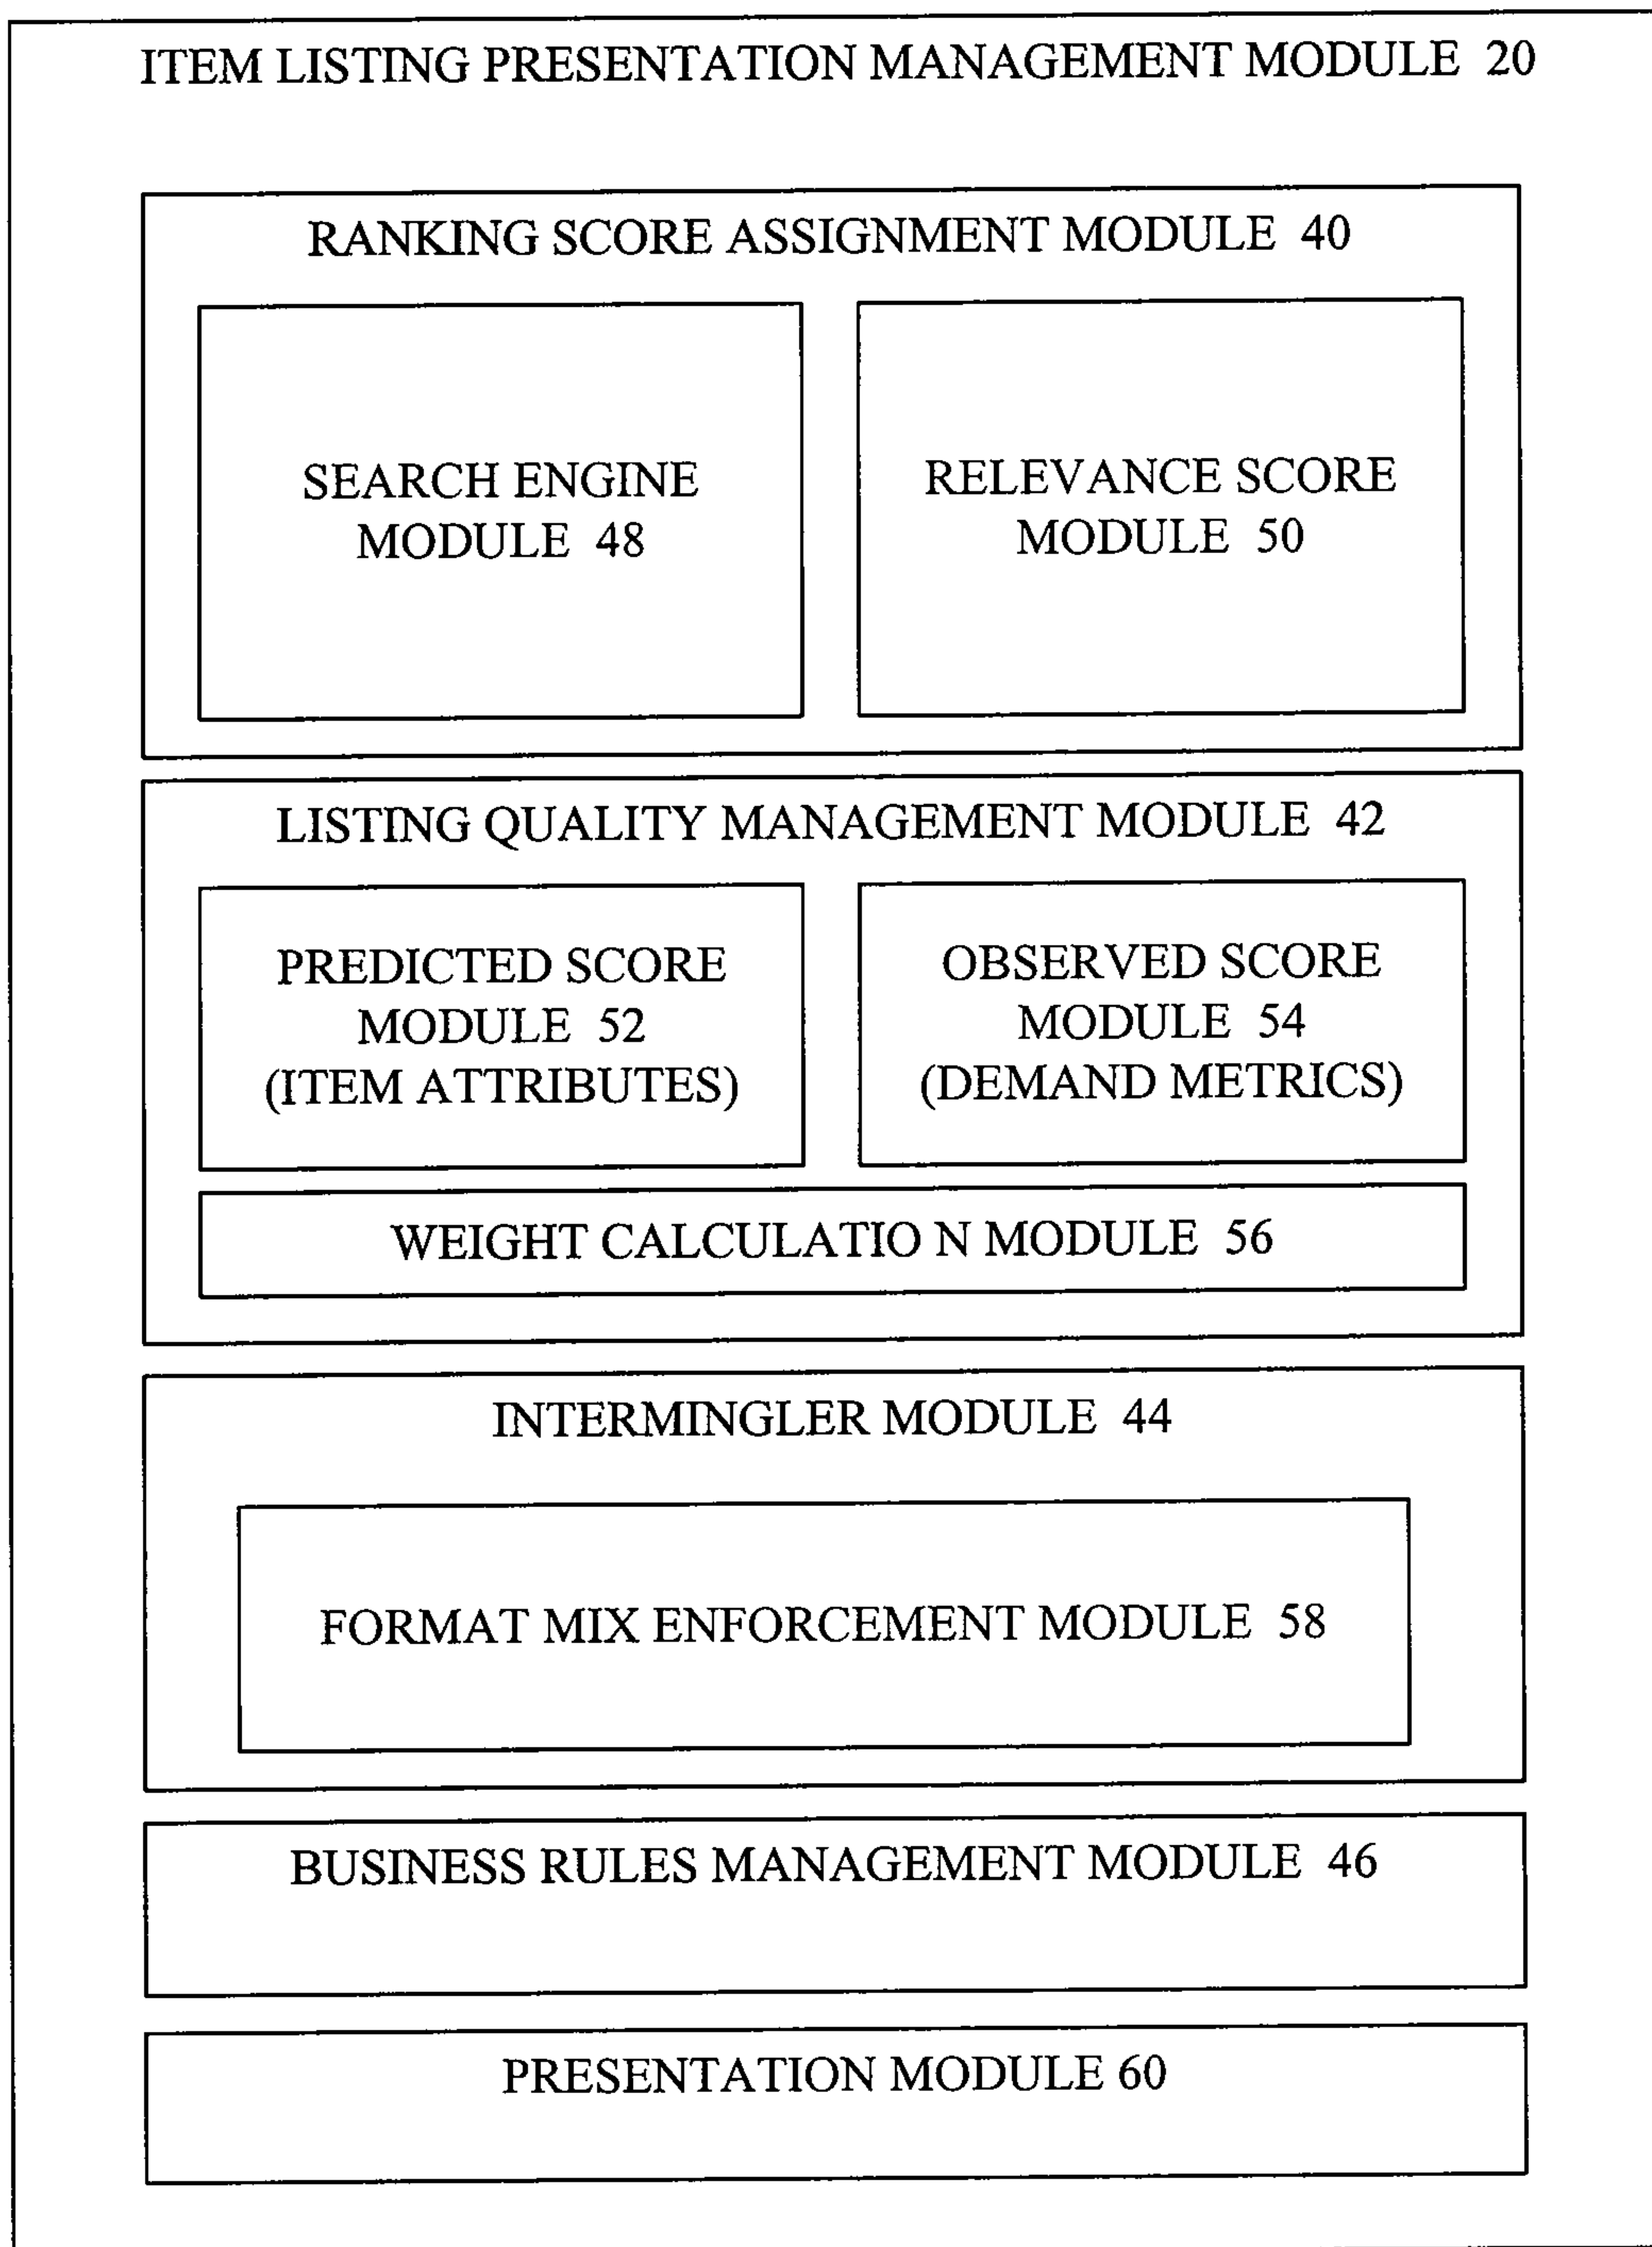 ITEM LISTING PRESENTATION MANAGEMENT MODULE 20
RANKING SCORE ASSIGNMENT MODULE 40
SEARCH ENGINE
MODULE 48
RELEVANCE SCORE
MODULE 50
LISTING QUALITY MANAGEMENT MODULE 42
PREDICTED SCORE
MODULE 52
(ITEM ATTRIBUTES)
OBSERVED SCORE
MODULE 54
(DEMAND METRICS)
WEIGHT CALCULATIO N MODULE 56
INTERMINGLER MODULE 44
FORMAT MIX ENFORCEMENT MODULE 58
BUSINESS RULES MANAGEMENT MODULE 46
PRESENTATION MODULE 60